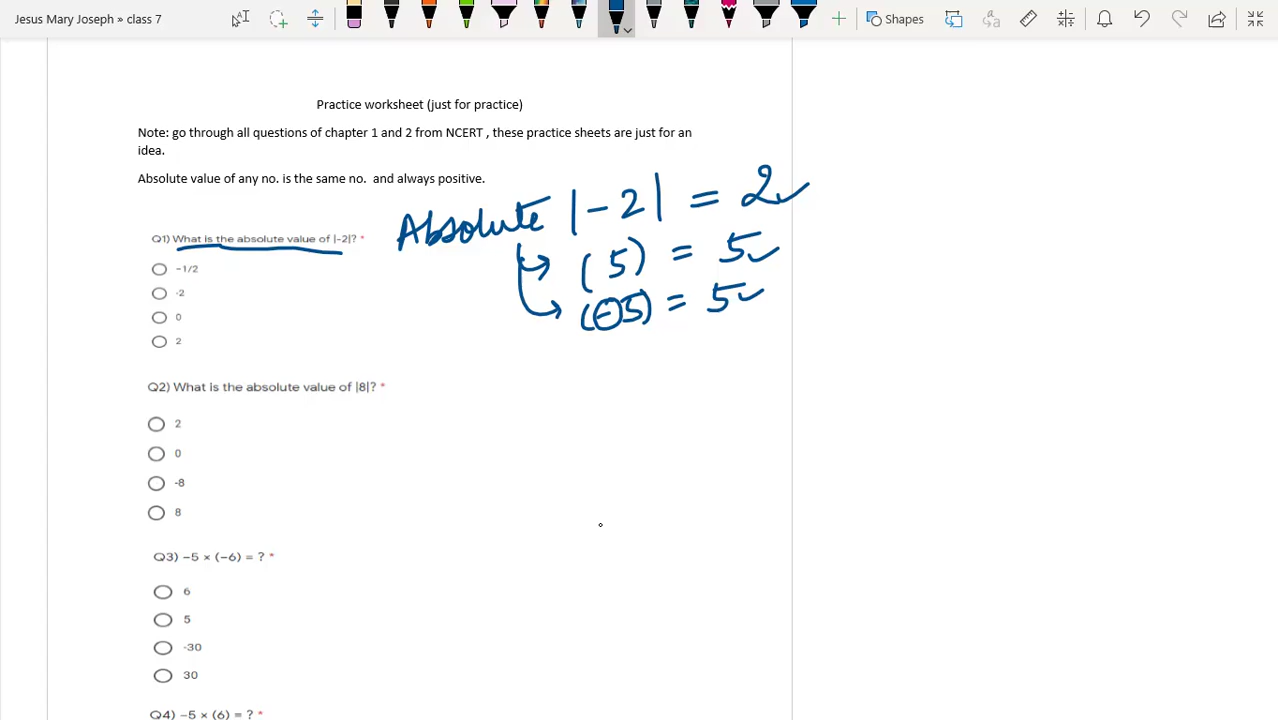 Jesus Mary Joseph » class 7
Shapes
Practice worksheet (just for practice)
Note: go through all questions of chapter 1 and 2 from NCERT , these practice sheets are just for an
idea.
Absolute value of any no. is the same no. and always positive.
Absolute |-2| = 2
(5) = 5
(-5) = 5
Q1) What is the absolute value of |-2|? *
-1/2
-2
0
2
Q2) What is the absolute value of |8|? *
2
0
-8
8
Q3) −5 × (−6) = ? *
6
5
-30
30
Q4) −5 × (6) = ? *